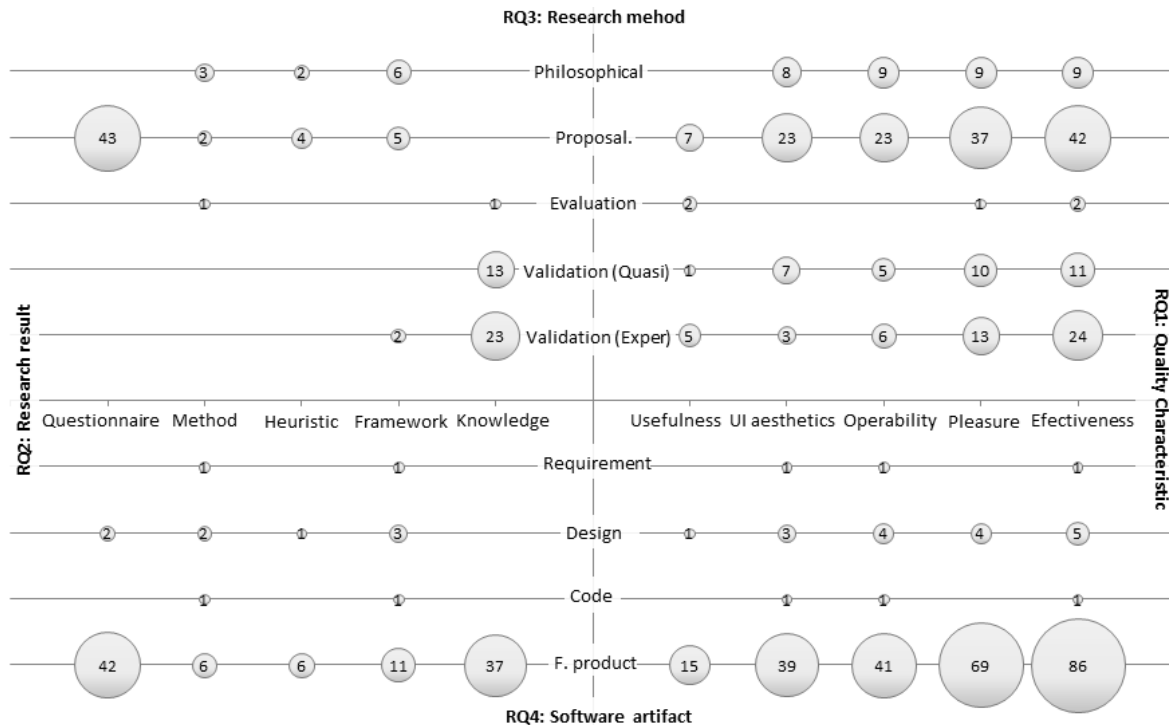 RQ3: Research mehod
3 2 6 Philosophical 8 9 9 9
43 2 4 5 Proposal. 7 23 23 37 42
1 1 Evaluation 2 1 2
13 Validation (Quasi) 1 7 5 10 11
2 23 Validation (Exper) 5 3 6 13 24
RQ2: Research result
RQ1: Quality Characteristic
Questionnaire Method Heuristic Framework Knowledge Usefulness UI aesthetics Operability Pleasure Efectiveness
1 1 Requirement 1 1 1
2 2 1 3 Design 1 3 4 4 5
1 1 Code 1 1 1
42 6 6 11 37 F. product 15 39 41 69 86
RQ4: Software artifact